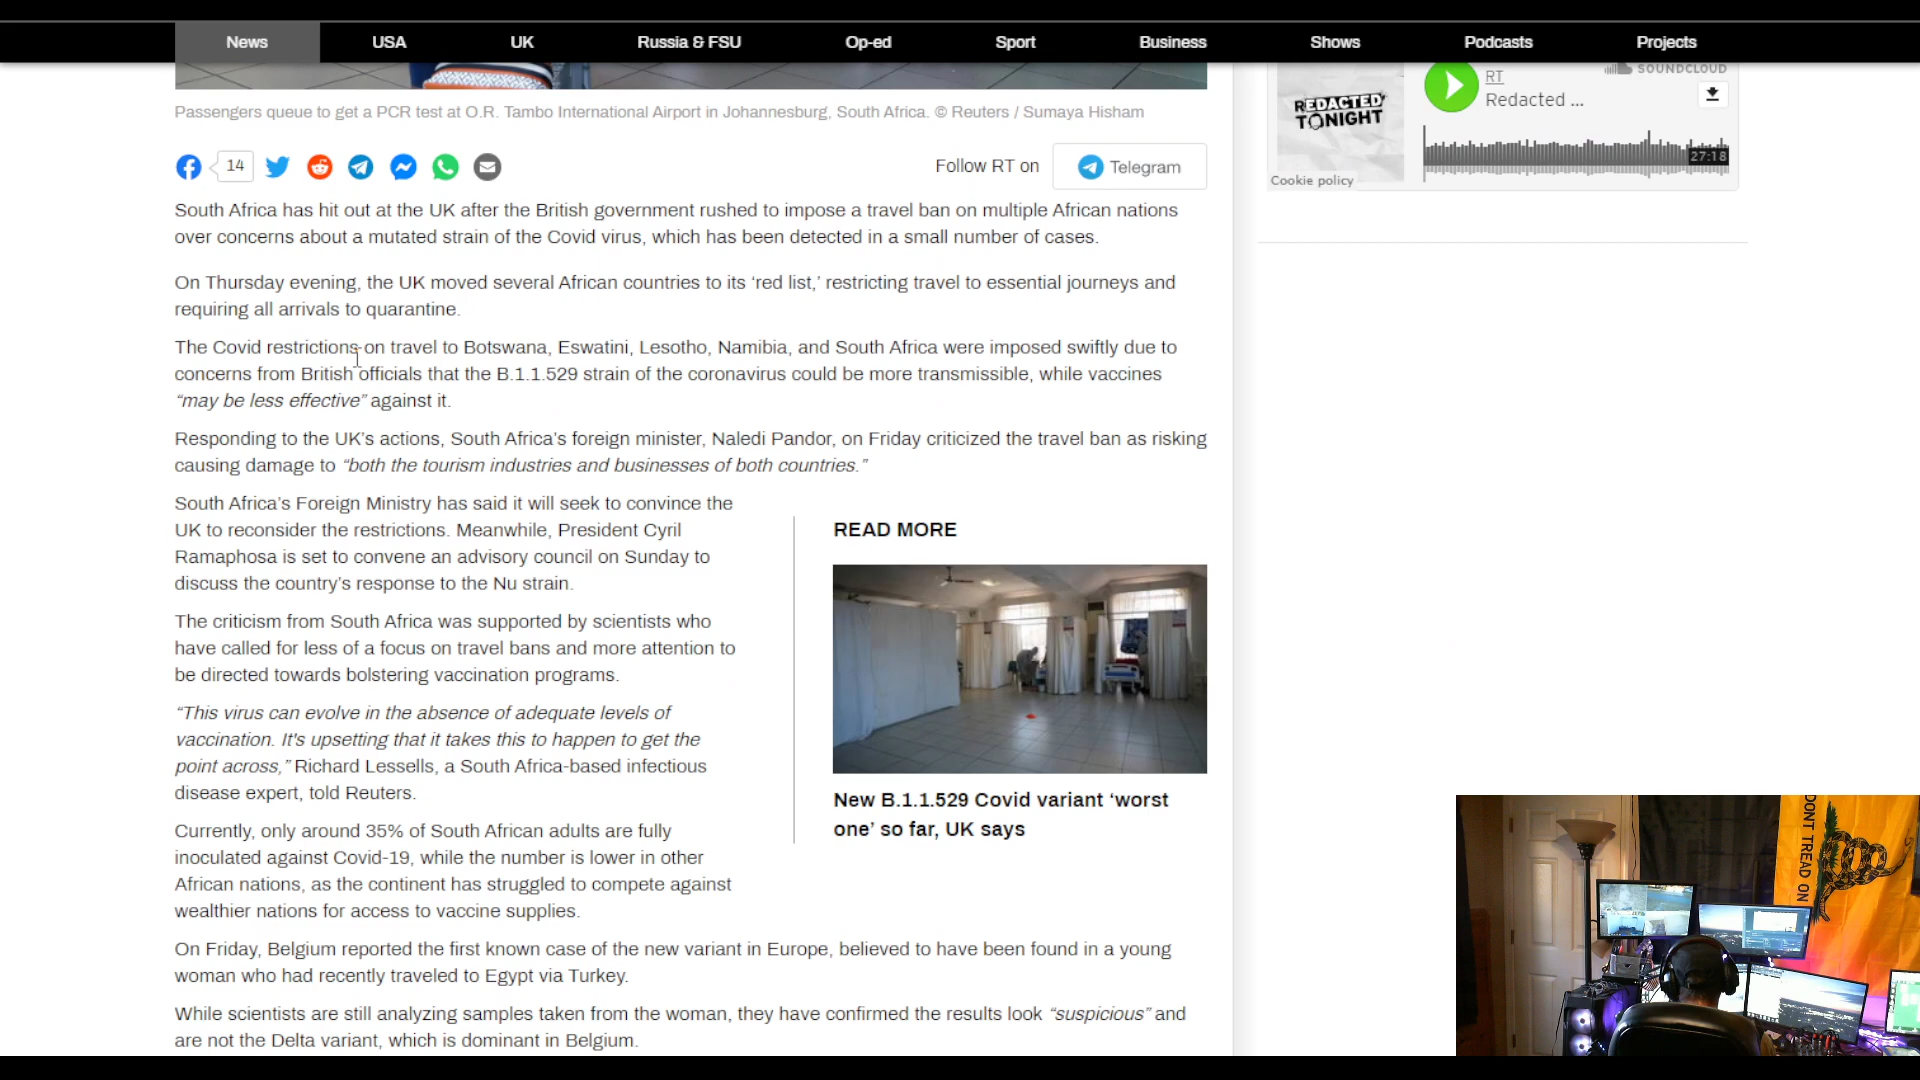 News USA UK Russia & FSU Op-ed Sport Business Shows Podcasts Projects
Passengers queue to get a PCR test at O.R. Tambo International Airport in Johannesburg, South Africa. © Reuters / Sumaya Hisham
14 Follow RT on Telegram
South Africa has hit out at the UK after the British government rushed to impose a travel ban on multiple African nations
over concerns about a mutated strain of the Covid virus, which has been detected in a small number of cases.
On Thursday evening, the UK moved several African countries to its ‘red list,’ restricting travel to essential journeys and
requiring all arrivals to quarantine.
The Covid restrictions on travel to Botswana, Eswatini, Lesotho, Namibia, and South Africa were imposed swiftly due to
concerns from British officials that the B.1.1.529 strain of the coronavirus could be more transmissible, while vaccines
“may be less effective” against it.
Responding to the UK’s actions, South Africa’s foreign minister, Naledi Pandor, on Friday criticized the travel ban as risking
causing damage to “both the tourism industries and businesses of both countries.”
South Africa’s Foreign Ministry has said it will seek to convince the
UK to reconsider the restrictions. Meanwhile, President Cyril
Ramaphosa is set to convene an advisory council on Sunday to
discuss the country’s response to the Nu strain.
The criticism from South Africa was supported by scientists who
have called for less of a focus on travel bans and more attention to
be directed towards bolstering vaccination programs.
“This virus can evolve in the absence of adequate levels of
vaccination. It's upsetting that it takes this to happen to get the
point across,” Richard Lessells, a South Africa-based infectious
disease expert, told Reuters.
Currently, only around 35% of South African adults are fully
inoculated against Covid-19, while the number is lower in other
African nations, as the continent has struggled to compete against
wealthier nations for access to vaccine supplies.
READ MORE
New B.1.1.529 Covid variant ‘worst
one’ so far, UK says
On Friday, Belgium reported the first known case of the new variant in Europe, believed to have been found in a young
woman who had recently traveled to Egypt via Turkey.
While scientists are still analyzing samples taken from the woman, they have confirmed the results look “suspicious” and
are not the Delta variant, which is dominant in Belgium.
SOUNDCLOUD
RT
Redacted ...
REDACTED
TONIGHT
27:18
Cookie policy
DONT TREAD ON